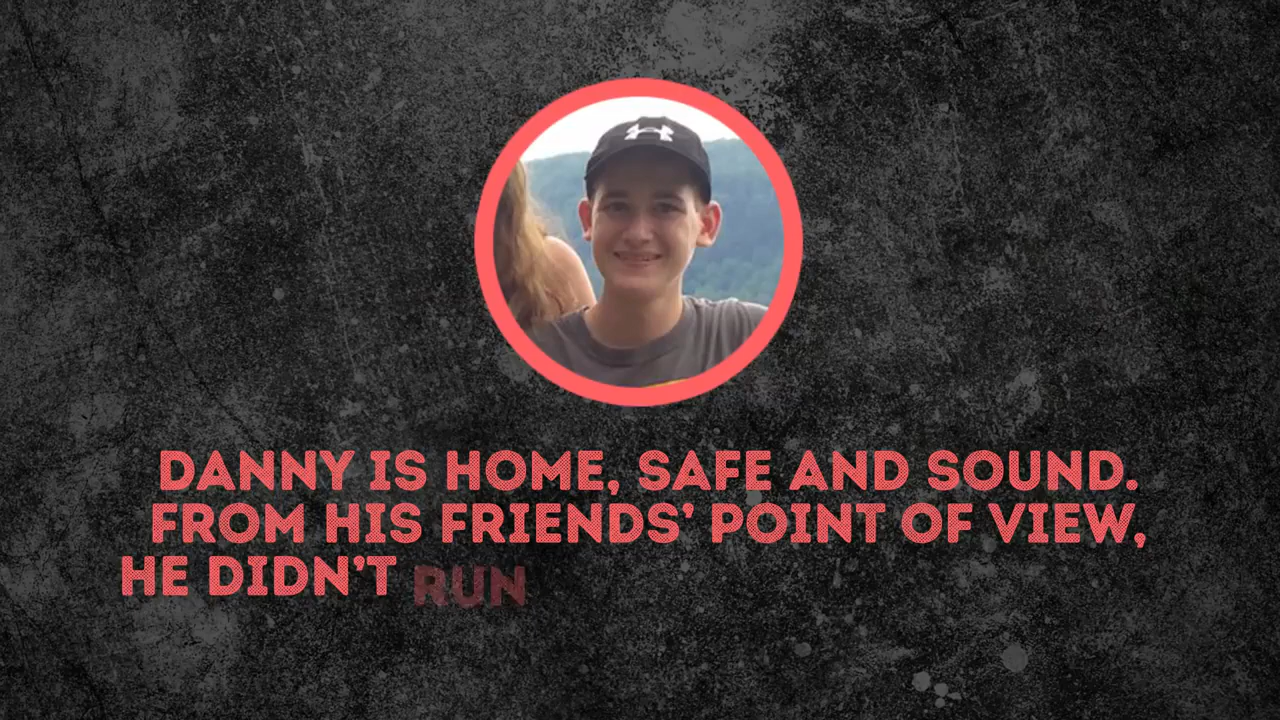 DANNY IS HOME, SAFE AND SOUND.
FROM HIS FRIENDS’ POINT OF VIEW,
HE DIDN’T RUN